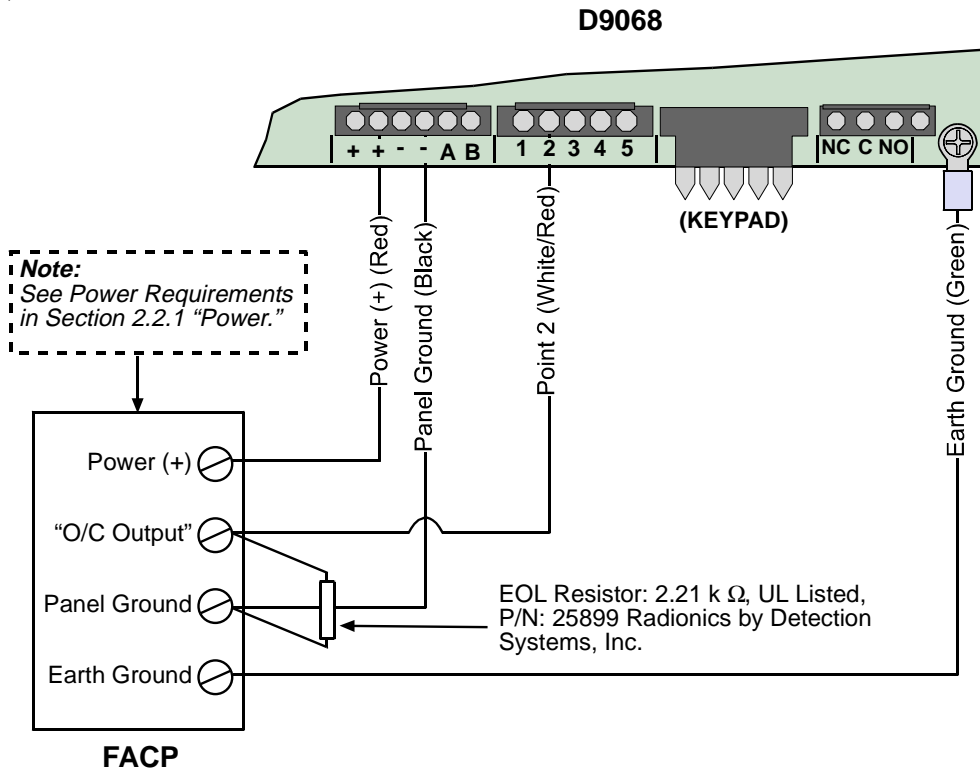 D9068
+ + - - A B
1 2 3 4 5
NC C NO
(KEYPAD)
Power (+) (Red)
Panel Ground (Black)
Point 2 (White/Red)
Earth Ground (Green)
Note:
See Power Requirements
in Section 2.2.1 “Power.”
Power (+)
“O/C Output”
Panel Ground
Earth Ground
EOL Resistor: 2.21 k Ω, UL Listed,
P/N: 25899 Radionics by Detection
Systems, Inc.
FACP